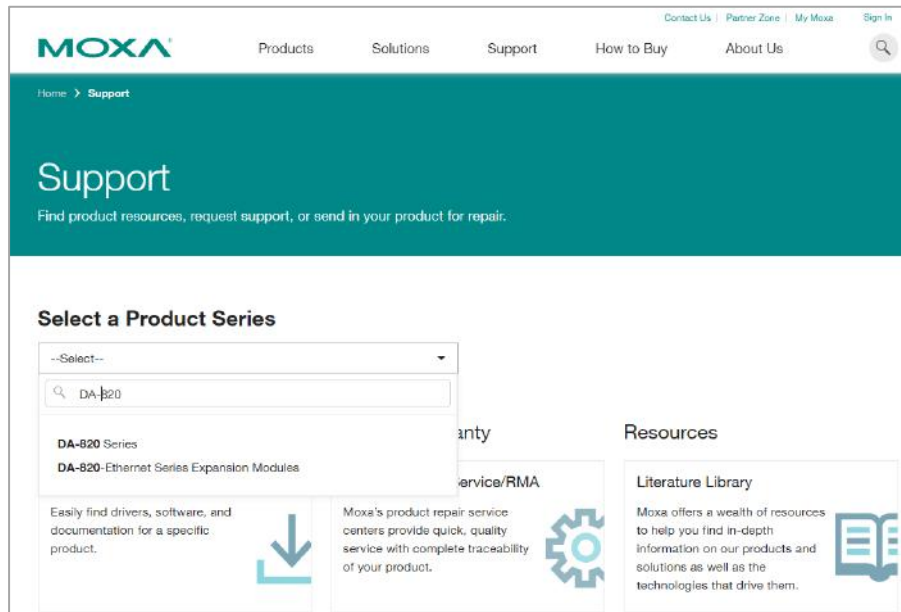 Contact Us | Partner Zone | My Moxa Sign In
MOXA®
Products Solutions Support How to Buy About Us
Home > Support
Support
Find product resources, request support, or send in your product for repair.
Select a Product Series
--Select--
DA-820
DA-820 Series
DA-820-Ethernet Series Expansion Modules
anty
Resources
ervice/RMA
Literature Library
Easily find drivers, software, and
documentation for a specific
product.
Moxa's product repair service
centers provide quick, quality
service with complete traceability
of your product.
Moxa offers a wealth of resources
to help you find in-depth
information on our products and
solutions as well as the
technologies that drive them.